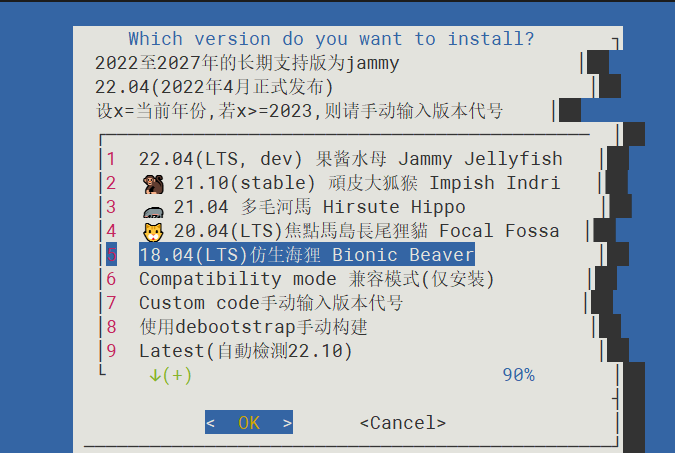 Which version do you want to install?
2022至2027年的长期支持版为jammy
22.04(2022年4月正式发布)
设x=当前年份,若x>=2023,则请手动输入版本代号
1 22.04(LTS, dev) 果酱水母 Jammy Jellyfish
2 🐒 21.10(stable) 頑皮大狐猴 Impish Indri
3 🦛 21.04 多毛河馬 Hirsute Hippo
4 🐱 20.04(LTS)焦點馬島長尾狸貓 Focal Fossa
5 18.04(LTS)仿生海狸 Bionic Beaver
6 Compatibility mode 兼容模式(仅安装)
7 Custom code手动输入版本代号
8 使用debootstrap手动构建
9 Latest(自動檢測22.10)
↓(+) 90%
< OK > <Cancel>